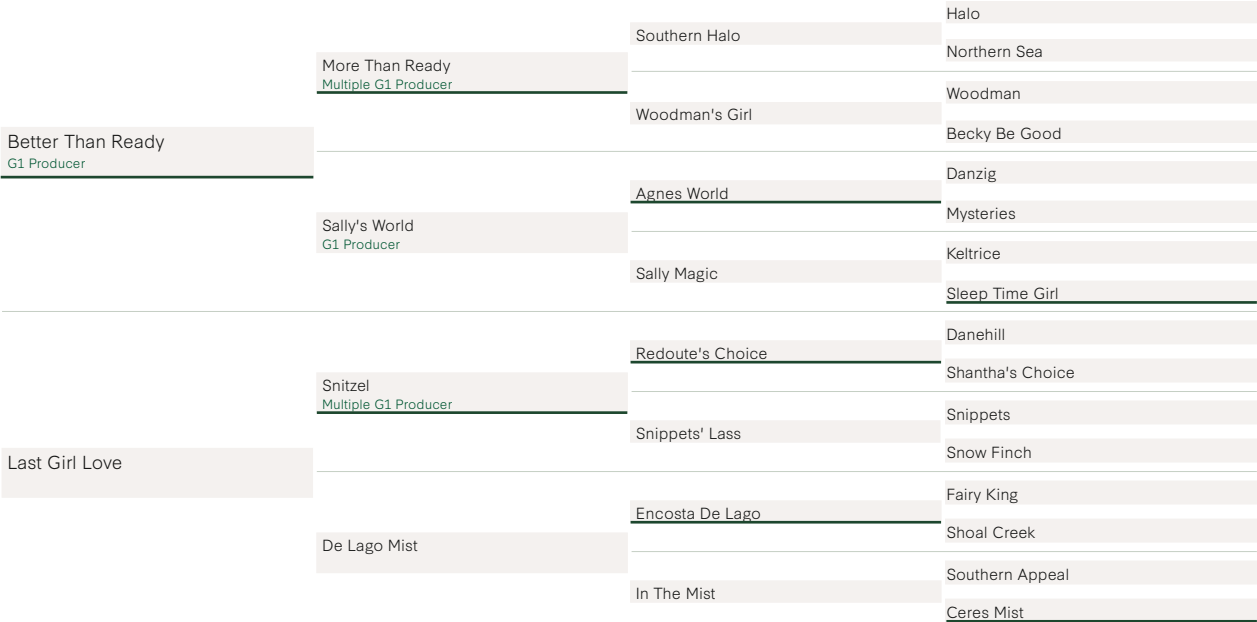 Better Than Ready
G1 Producer
Last Girl Love
More Than Ready
Multiple G1 Producer
Sally's World
G1 Producer
Snitzel
Multiple G1 Producer
De Lago Mist
Southern Halo
Woodman's Girl
Agnes World
Sally Magic
Redoute's Choice
Snippets' Lass
Encosta De Lago
In The Mist
Halo
Northern Sea
Woodman
Becky Be Good
Danzig
Mysteries
Keltrice
Sleep Time Girl
Danehill
Shantha's Choice
Snippets
Snow Finch
Fairy King
Shoal Creek
Southern Appeal
Ceres Mist